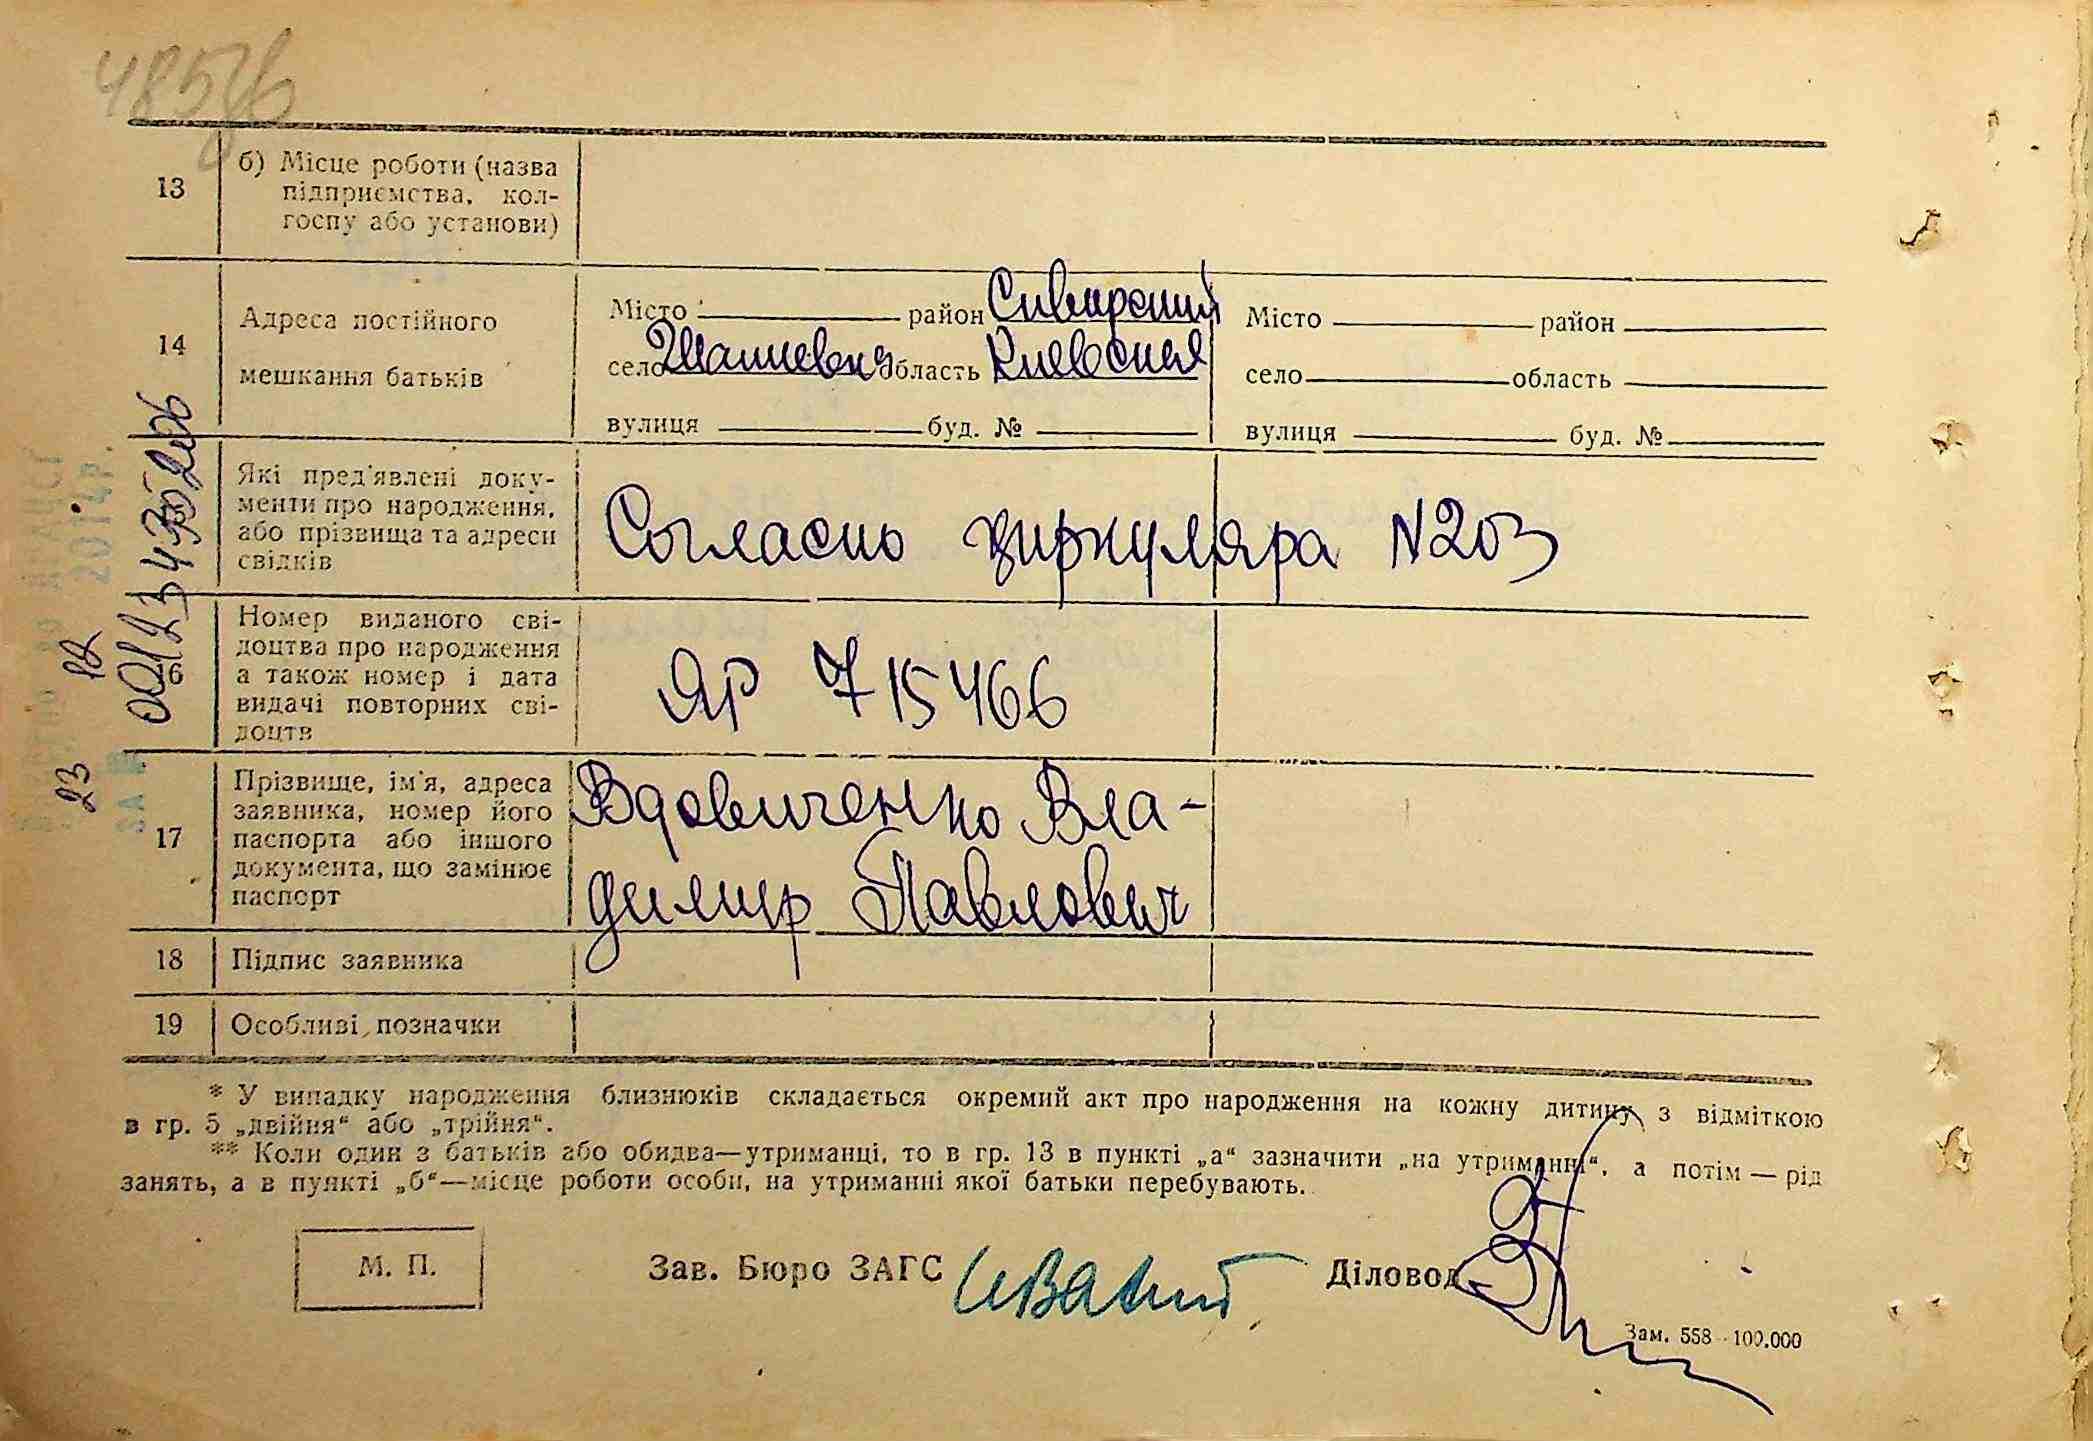 13
б) Місце роботи (назва
підприємства, кол-
госпу або установи)
14
Адреса постійного
мешкання батьків
Місто район
село область Киевская
вулиця буд. №
Місто район
село область
вулиця буд. №
Які пред'явлені доку-
менти про народження,
або прізвища та адреси
свідків
Согласно циркуляра N203
Номер виданого сві-
доцтва про народження
а також номер і дата
видачі повторних сві-
доцтв
ЯР 715466
17
Прізвище, ім'я, адреса
заявника, номер його
паспорта або іншого
документа, що замінює
паспорт
Вдовиченко Вла-
димир Павлович
18
Підпис заявника
19
Особливі позначки
* У випадку народження близнюків складається окремий акт про народження на кожну дитину з відміткою
в гр. 5 „двійня“ або „трійня“.
** Коли один з батьків або обидва—утриманці, то в гр. 13 в пункті „а“ зазначити „на утриманні“, а потім — рід
занять, а в пункті „б“—місце роботи особи, на утриманні якої батьки перебувають.
М. П.
Зав. Бюро ЗАГС
Діловод
Зам. 558—100.000
23 12
2014р.